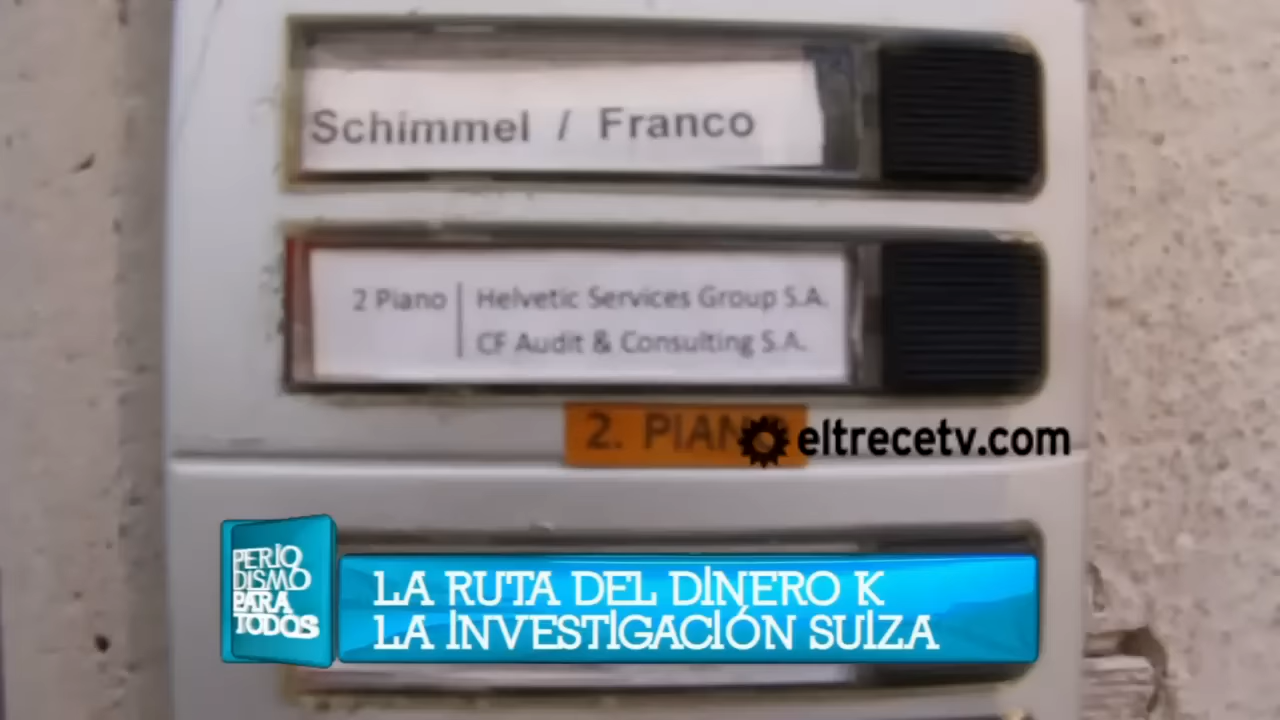 Schimmel / Franco
2 Piano
Helvetic Services Group S.A.
CF Audit & Consulting S.A.
2. PIANO
eltrecetv.com
PERIO
DISMO
PARA
TODOS
LA RUTA DEL DINERO K
LA INVESTIGACIÓN SUIZA